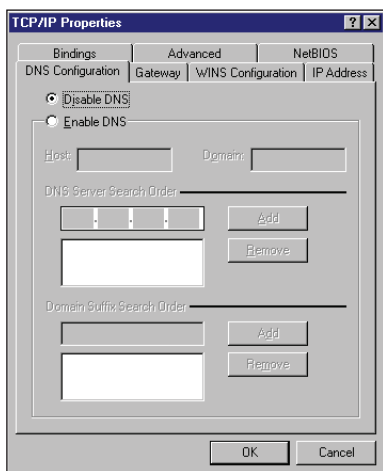 TCP/IP Properties
Bindings Advanced NetBIOS
DNS Configuration Gateway WINS Configuration IP Address
Disable DNS
Enable DNS
Host: Domain:
DNS Server Search Order
Add
Remove
Domain Suffix Search Order
Add
Remove
OK Cancel